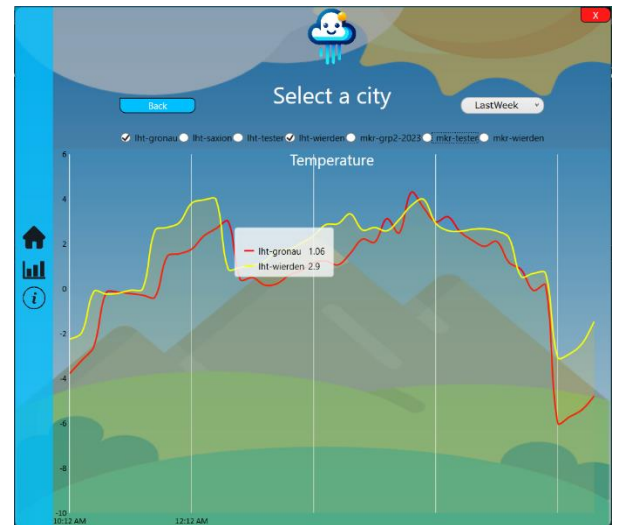 X
Select a city
Back
LastWeek
lht-gronau lht-saxion lht-tester lht-wierden mkr-grp2-2023 mkr-tester mkr-wierden
Temperature
6
4
2
lht-gronau 1.06
lht-wierden 2.9
0
-2
-4
-6
-8
-10
10:12 AM 12:12 AM